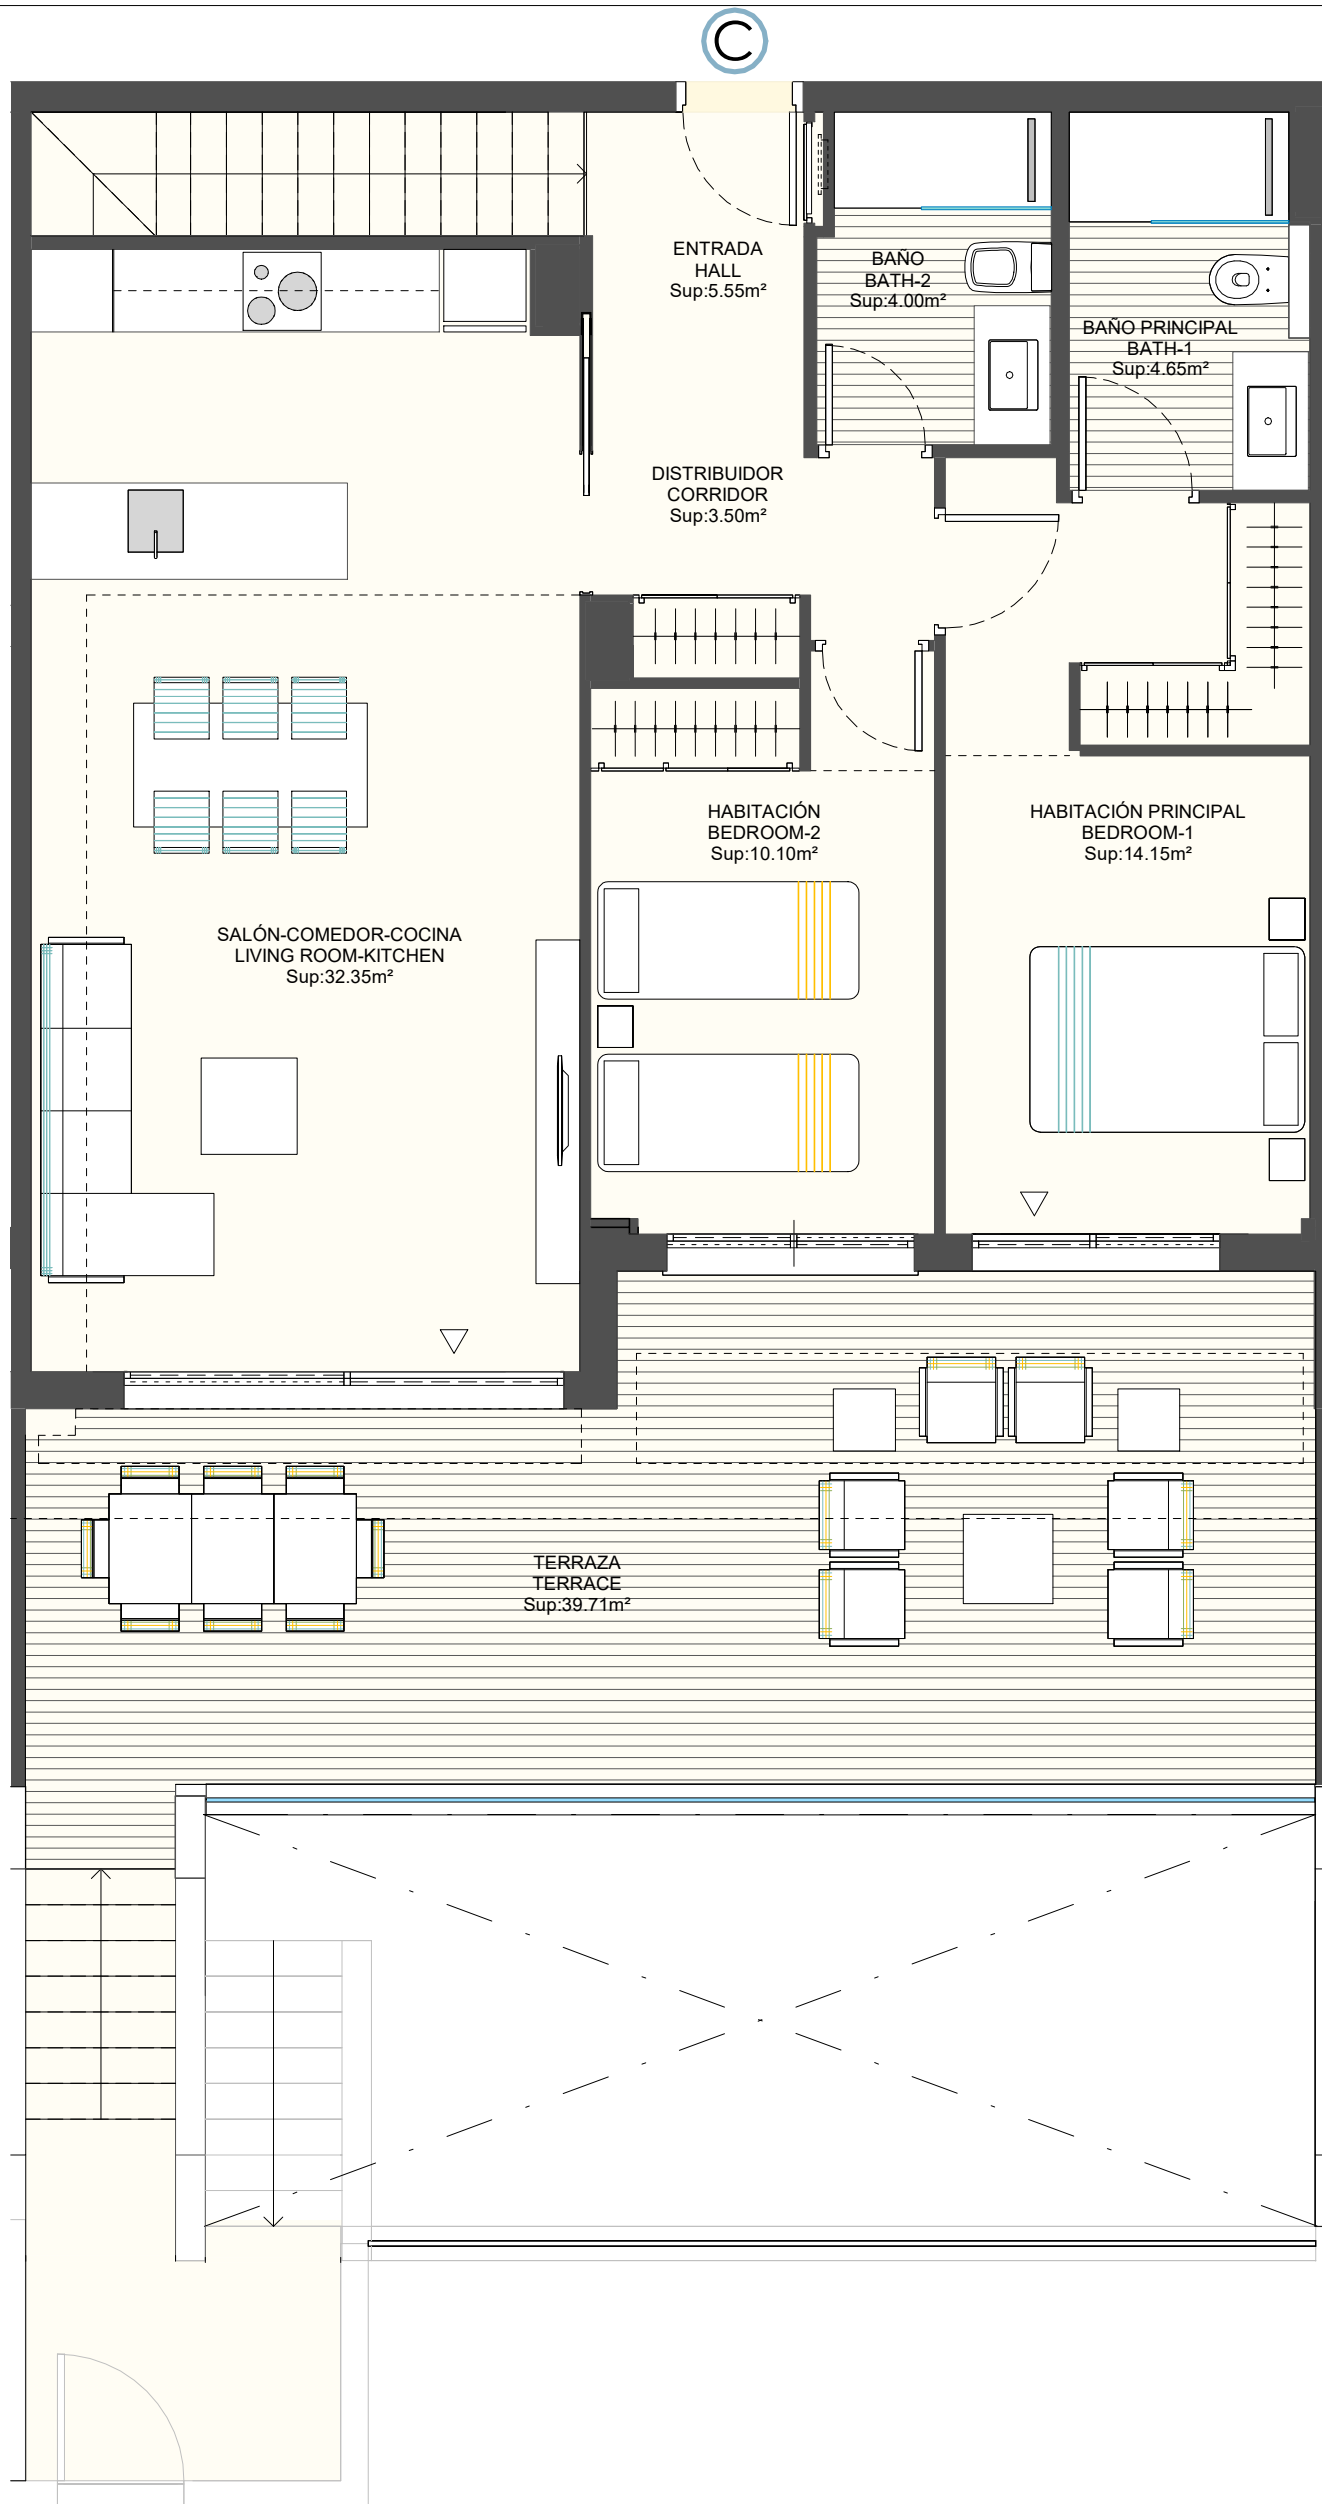 C
ENTRADA
HALL
Sup:5.55m²
BAÑO
BATH-2
Sup:4.00m²
BAÑO PRINCIPAL
BATH-1
Sup:4.65m²
DISTRIBUIDOR
CORRIDOR
Sup:3.50m²
HABITACIÓN
BEDROOM-2
Sup:10.10m²
HABITACIÓN PRINCIPAL
BEDROOM-1
Sup:14.15m²
SALÓN-COMEDOR-COCINA
LIVING ROOM-KITCHEN
Sup:32.35m²
TERRAZA
TERRACE
Sup:39.71m²